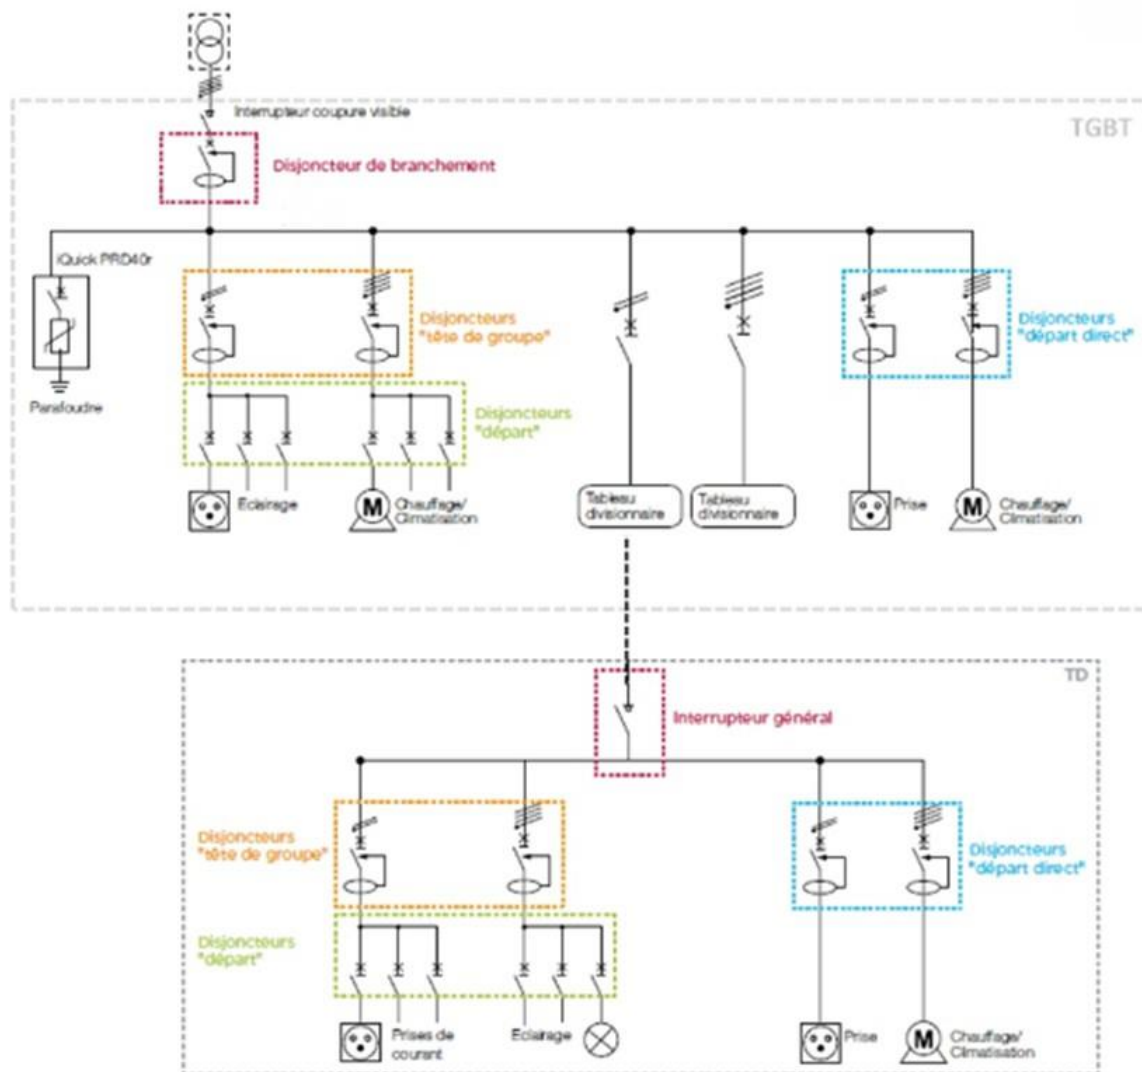 Interrupteur coupure visible
TGBT
Disjoncteur de branchement
iQuick PRD40r
Disjoncteurs
"tête de groupe"
Disjoncteurs
"départ direct"
Parafoudre
Disjoncteurs
"départ"
Eclairage
M
Chauffage/
Climatisation
Tableau
divisionnaire
Tableau
divisionnaire
Prise
M
Chauffage/
Climatisation
TD
Interrupteur général
Disjoncteurs
"tête de groupe"
Disjoncteurs
"départ direct"
Disjoncteurs
"départ"
Prises de
courant
Eclairage
Prise
M
Chauffage/
Climatisation